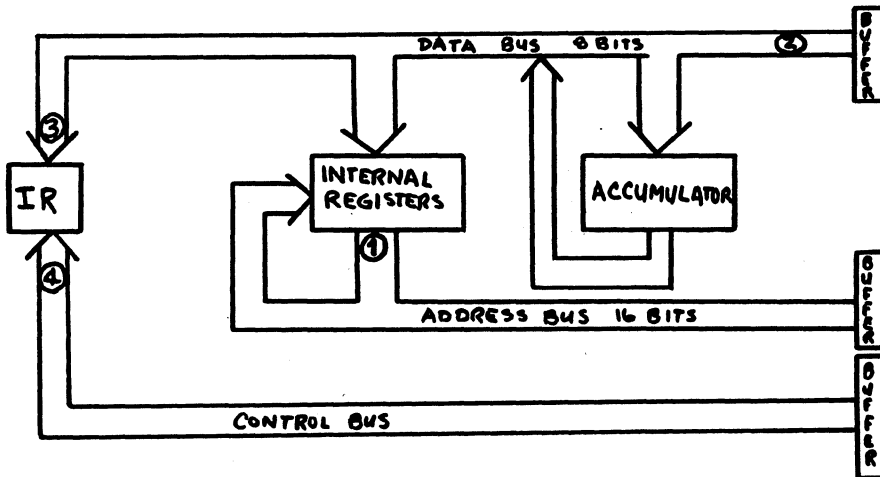 DATA BUS 8 BITS
②
BUFFER
③
IR
INTERNAL
REGISTERS
①
ACCUMULATOR
④
ADDRESS BUS 16 BITS
BUFFER
CONTROL BUS
BUFFER